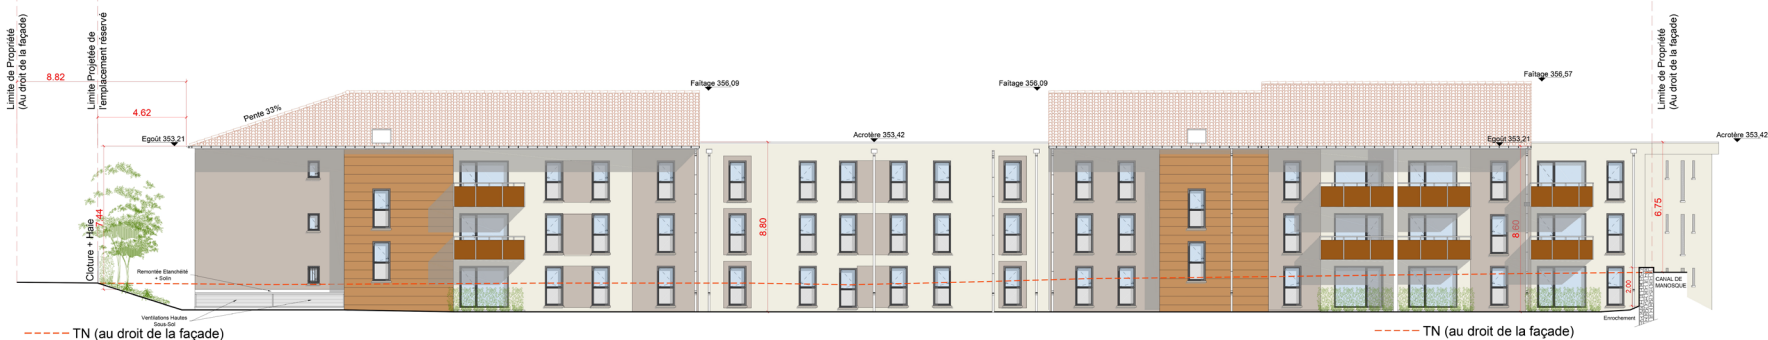 Limite de Propriété
(Au droit de la façade)
Limite Projetée de
l'emplacement réservé
8.82
4.62
Pente 33%
Egoût 353,21
Faîtage 356,09
Acrotère 353,42
Faîtage 356,09
Faîtage 356,57
Egoût 353,21
Limite de Propriété
(Au droit de la façade)
Acrotère 353,42
7.44
Cloture + Haie
8.80
8.60
6.75
2.00
Remontée Etanchéité
+ Solin
Ventilations Hautes
Sous-Sol
CANAL DE
MANOSQUE
Enrochement
TN (au droit de la façade)
TN (au droit de la façade)